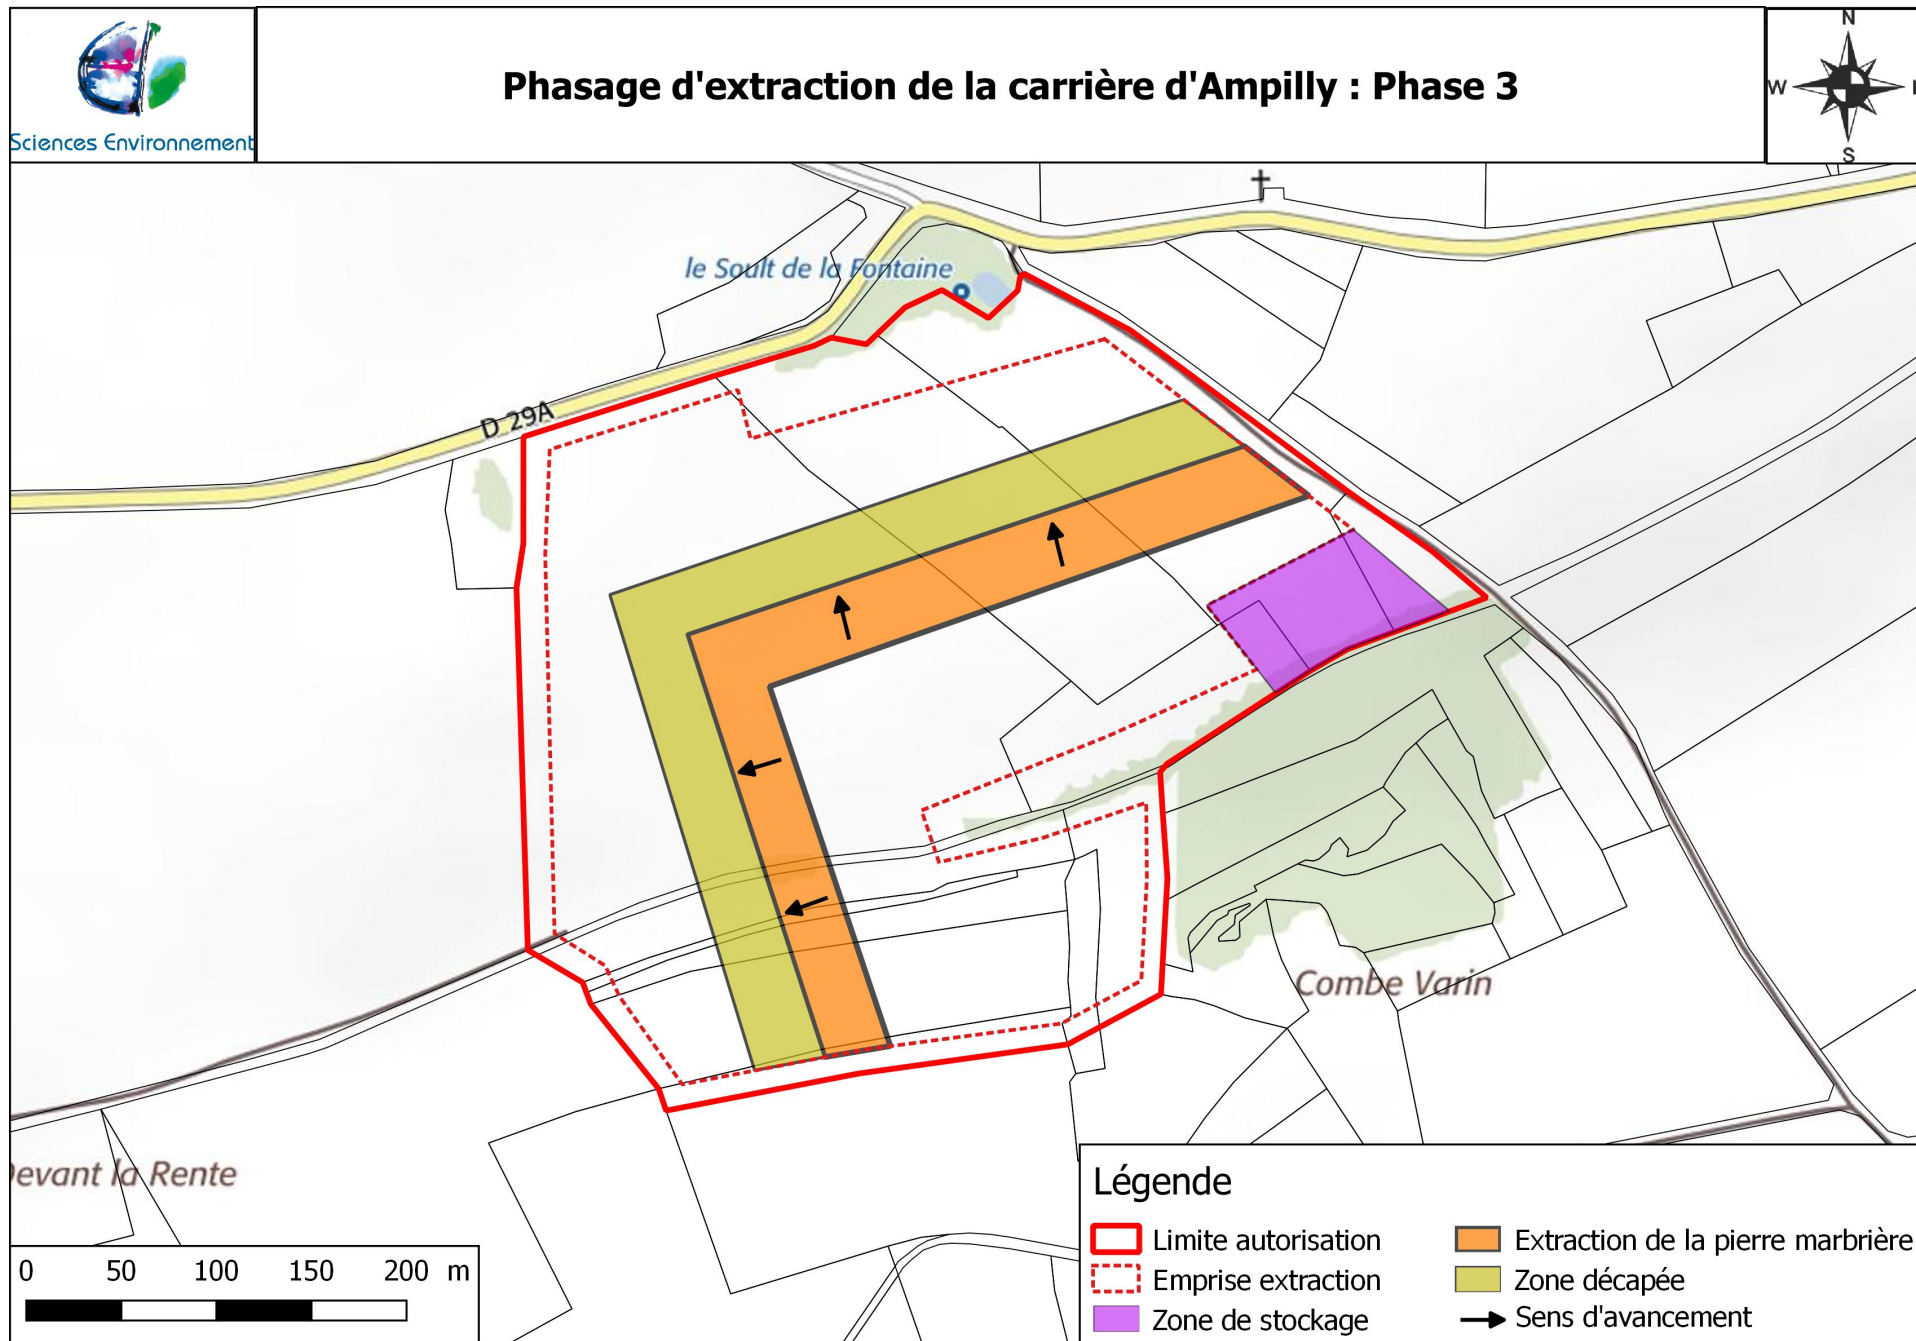 Sciences Environnement
Phasage d'extraction de la carrière d'Ampilly : Phase 3
N
W
S
le Soult de la Fontaine
D 29A
Combe Varin
evant la Rente
0 50 100 150 200 m
Légende
Limite autorisation
Emprise extraction
Zone de stockage
Extraction de la pierre marbrière
Zone décapée
Sens d'avancement